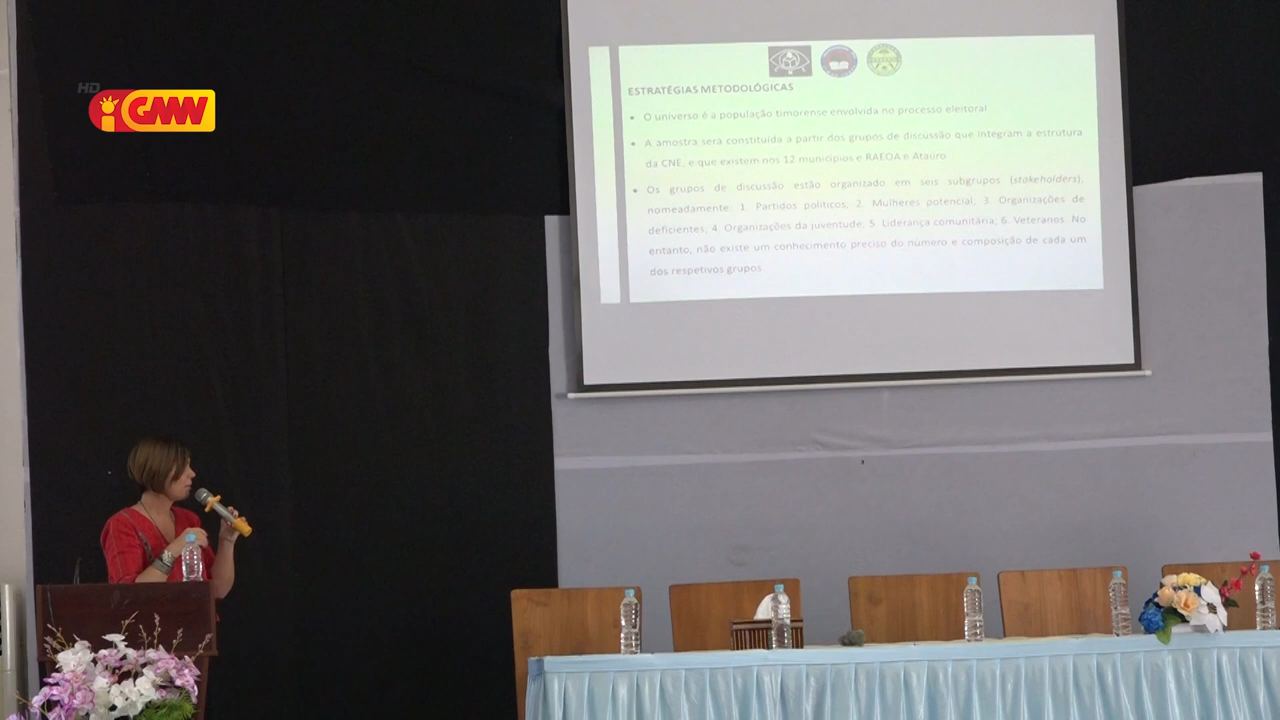 HD
GMN
ESTRATÉGIAS METODOLÓGICAS
• O universo é a população timorense envolvida no processo eleitoral
• A amostra será constituída a partir dos grupos de discussão que integram a estrutura
da CNE, e que existem nos 12 municípios e RAEOA e Ataúro.
• Os grupos de discussão estão organizado em seis subgrupos (stakeholders),
nomeadamente: 1. Partidos políticos; 2. Mulheres potencial; 3. Organizações de
deficientes; 4. Organizações da juventude; 5. Liderança comunitária; 6. Veteranos. No
entanto, não existe um conhecimento preciso do número e composição de cada um
dos respetivos grupos.